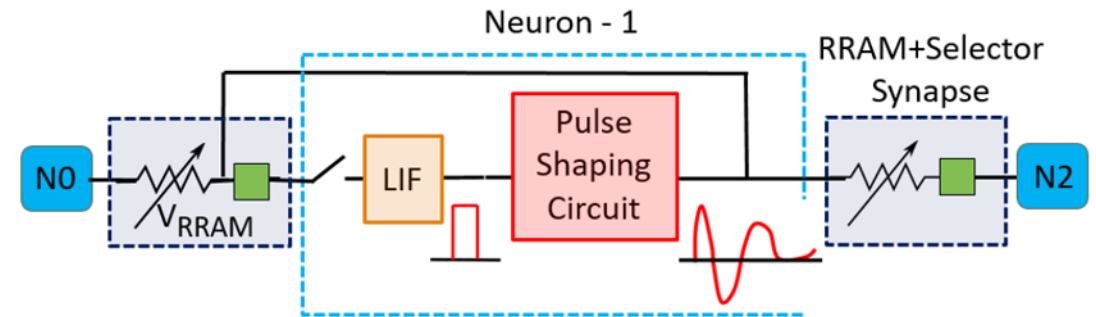 Neuron - 1
RRAM+Selector
Synapse
N0
VRRAM
LIF
Pulse
Shaping
Circuit
N2